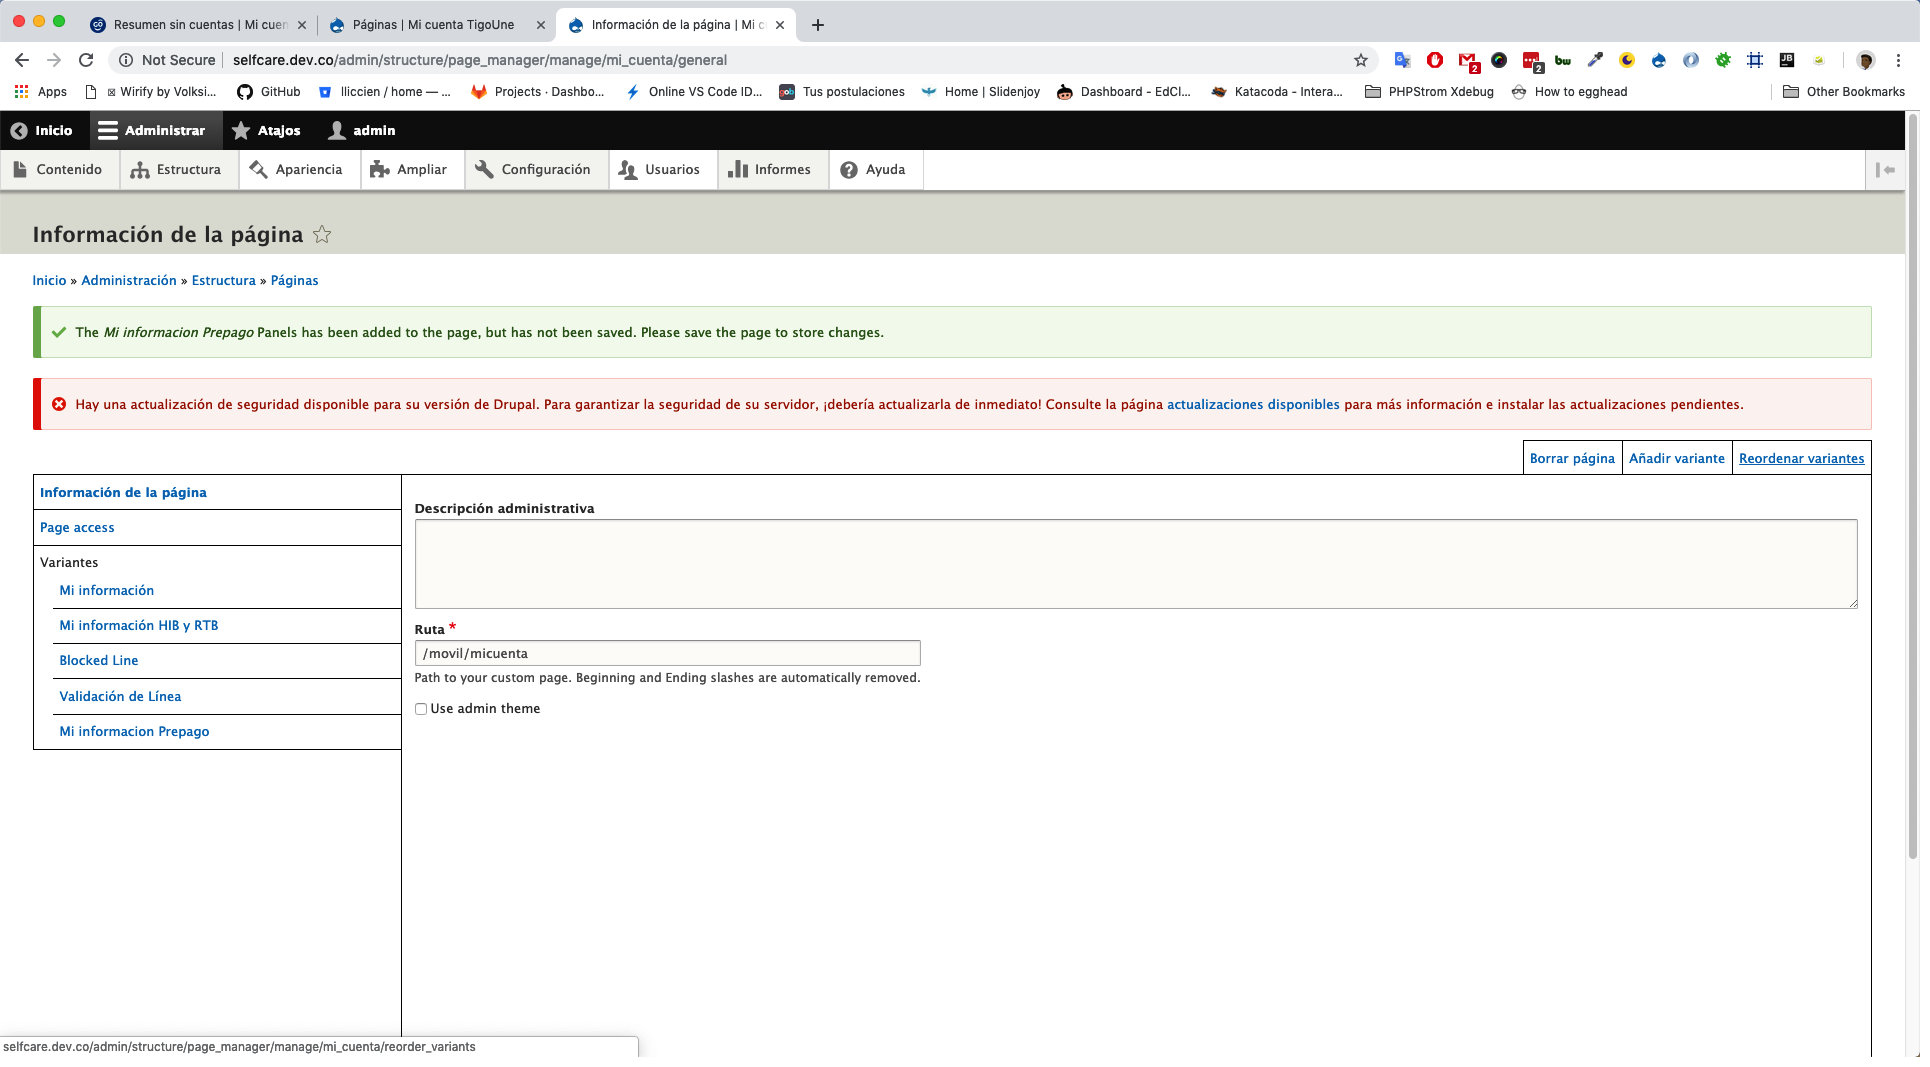 Resumen sin cuentas | Mi cuen
Páginas | Mi cuenta TigoUne
Información de la página | Mi c
Not Secure
selfcare.dev.co/admin/structure/page_manager/manage/mi_cuenta/general
2
2
bw
JB
Apps
Wirify by Volksi...
GitHub
lliccien / home — ...
Projects · Dashbo...
Online VS Code ID...
gob
Tus postulaciones
Home | Slidenjoy
Dashboard - EdCl...
Katacoda - Intera...
PHPStrom Xdebug
How to egghead
Other Bookmarks
Inicio
Administrar
Atajos
admin
Contenido
Estructura
Apariencia
Ampliar
Configuración
Usuarios
Informes
Ayuda
Información de la página
Inicio » Administración » Estructura » Páginas
The Mi informacion Prepago Panels has been added to the page, but has not been saved. Please save the page to store changes.
Hay una actualización de seguridad disponible para su versión de Drupal. Para garantizar la seguridad de su servidor, ¡debería actualizarla de inmediato! Consulte la página actualizaciones disponibles para más información e instalar las actualizaciones pendientes.
Borrar página
Añadir variante
Reordenar variantes
Información de la página
Page access
Variantes
Mi información
Mi información HIB y RTB
Blocked Line
Validación de Línea
Mi informacion Prepago
Descripción administrativa
Ruta *
/movil/micuenta
Path to your custom page. Beginning and Ending slashes are automatically removed.
Use admin theme
selfcare.dev.co/admin/structure/page_manager/manage/mi_cuenta/reorder_variants